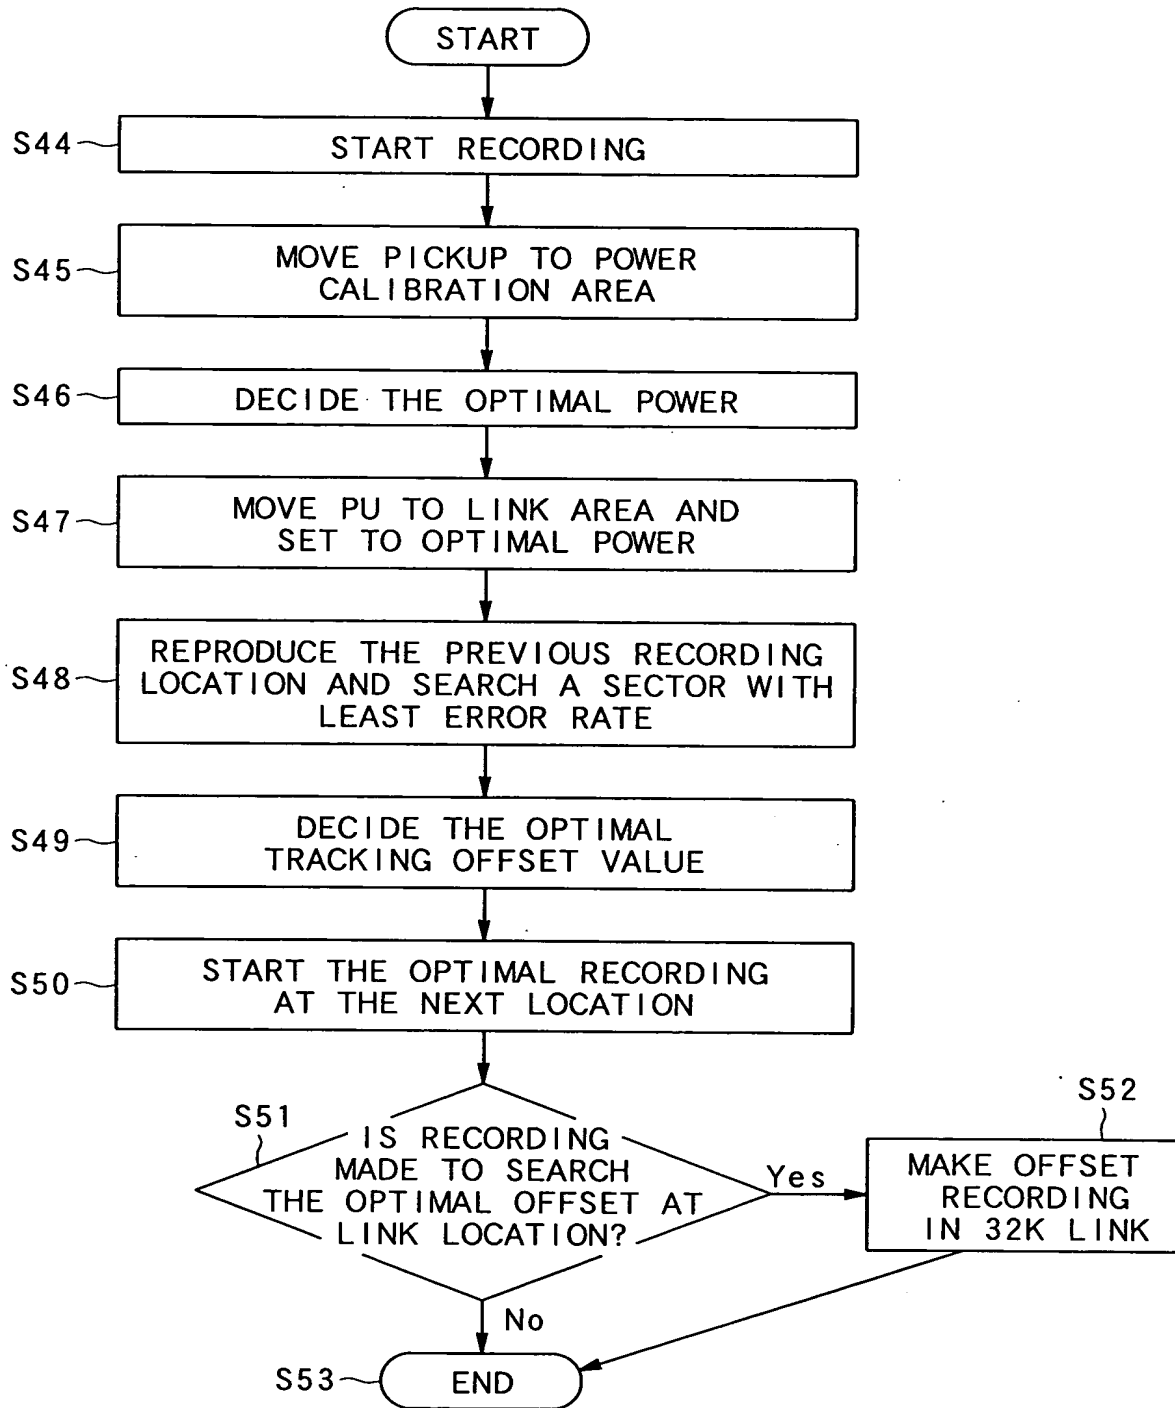 START
S44
START RECORDING
S45
MOVE PICKUP TO POWER
CALIBRATION AREA
S46
DECIDE THE OPTIMAL POWER
S47
MOVE PU TO LINK AREA AND
SET TO OPTIMAL POWER
S48
REPRODUCE THE PREVIOUS RECORDING
LOCATION AND SEARCH A SECTOR WITH
LEAST ERROR RATE
S49
DECIDE THE OPTIMAL
TRACKING OFFSET VALUE
S50
START THE OPTIMAL RECORDING
AT THE NEXT LOCATION
S51
IS RECORDING
MADE TO SEARCH
THE OPTIMAL OFFSET AT
LINK LOCATION?
Yes
S52
MAKE OFFSET
RECORDING
IN 32K LINK
No
S53
END